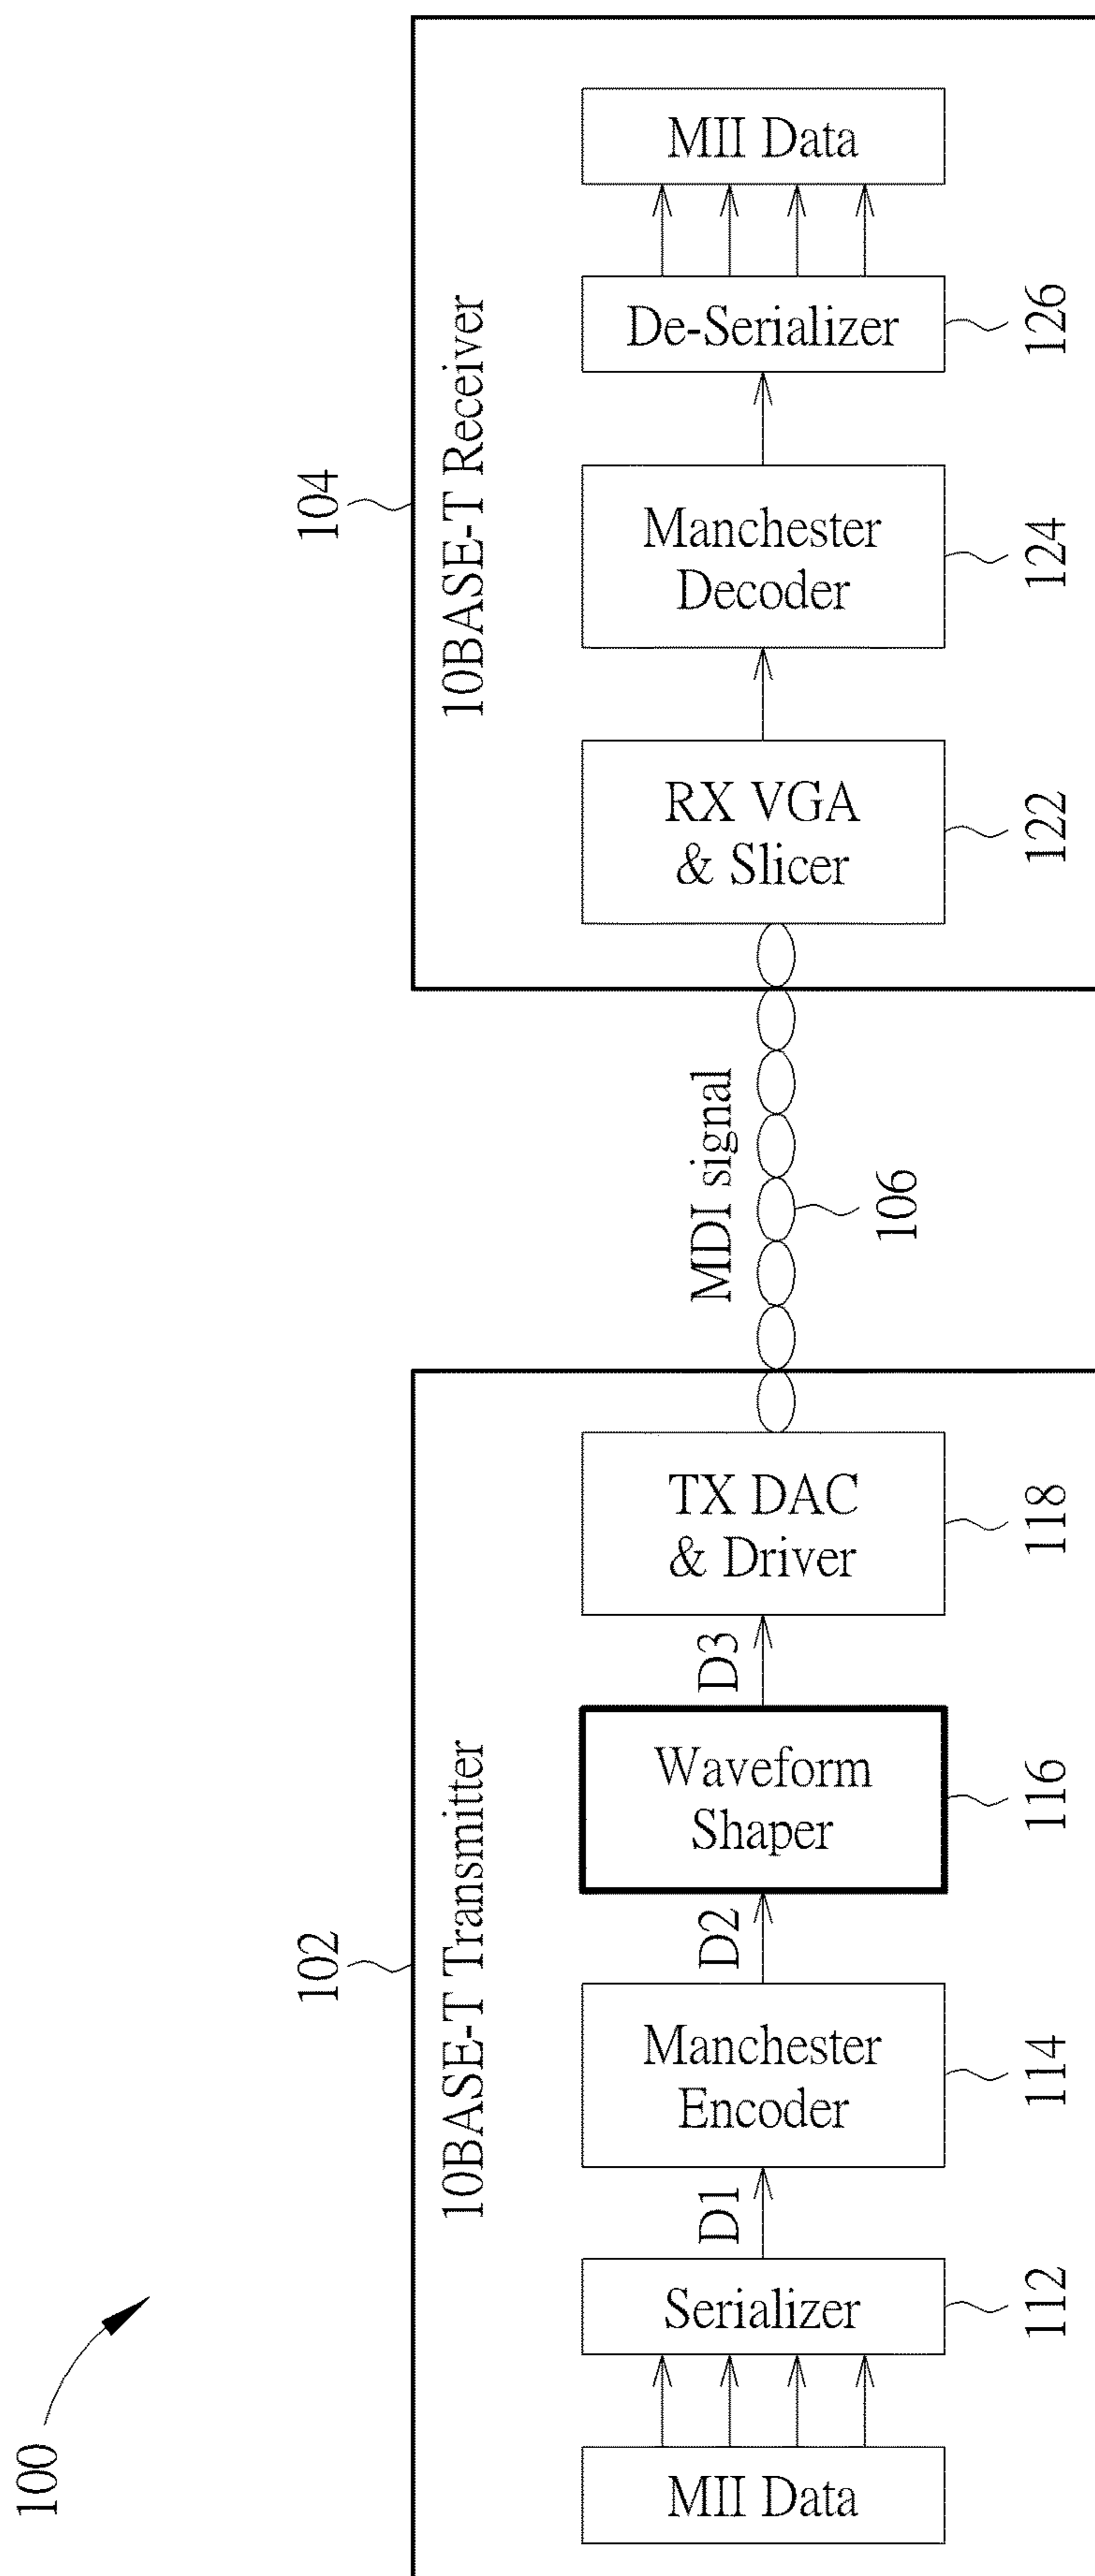 100
102
10BASE-T Transmitter
MII Data
Serializer
112
D1
Manchester
Encoder
114
D2
Waveform
Shaper
116
D3
TX DAC
& Driver
118
MDI signal
106
104
10BASE-T Receiver
RX VGA
& Slicer
122
Manchester
Decoder
124
De-Serializer
126
MII Data